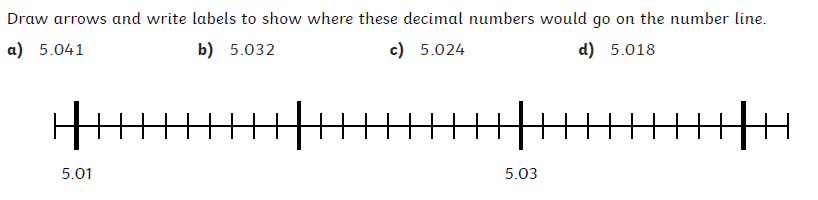 Draw arrows and write labels to show where these decimal numbers would go on the number line.
a) 5.041 b) 5.032 c) 5.024 d) 5.018
5.01 5.03